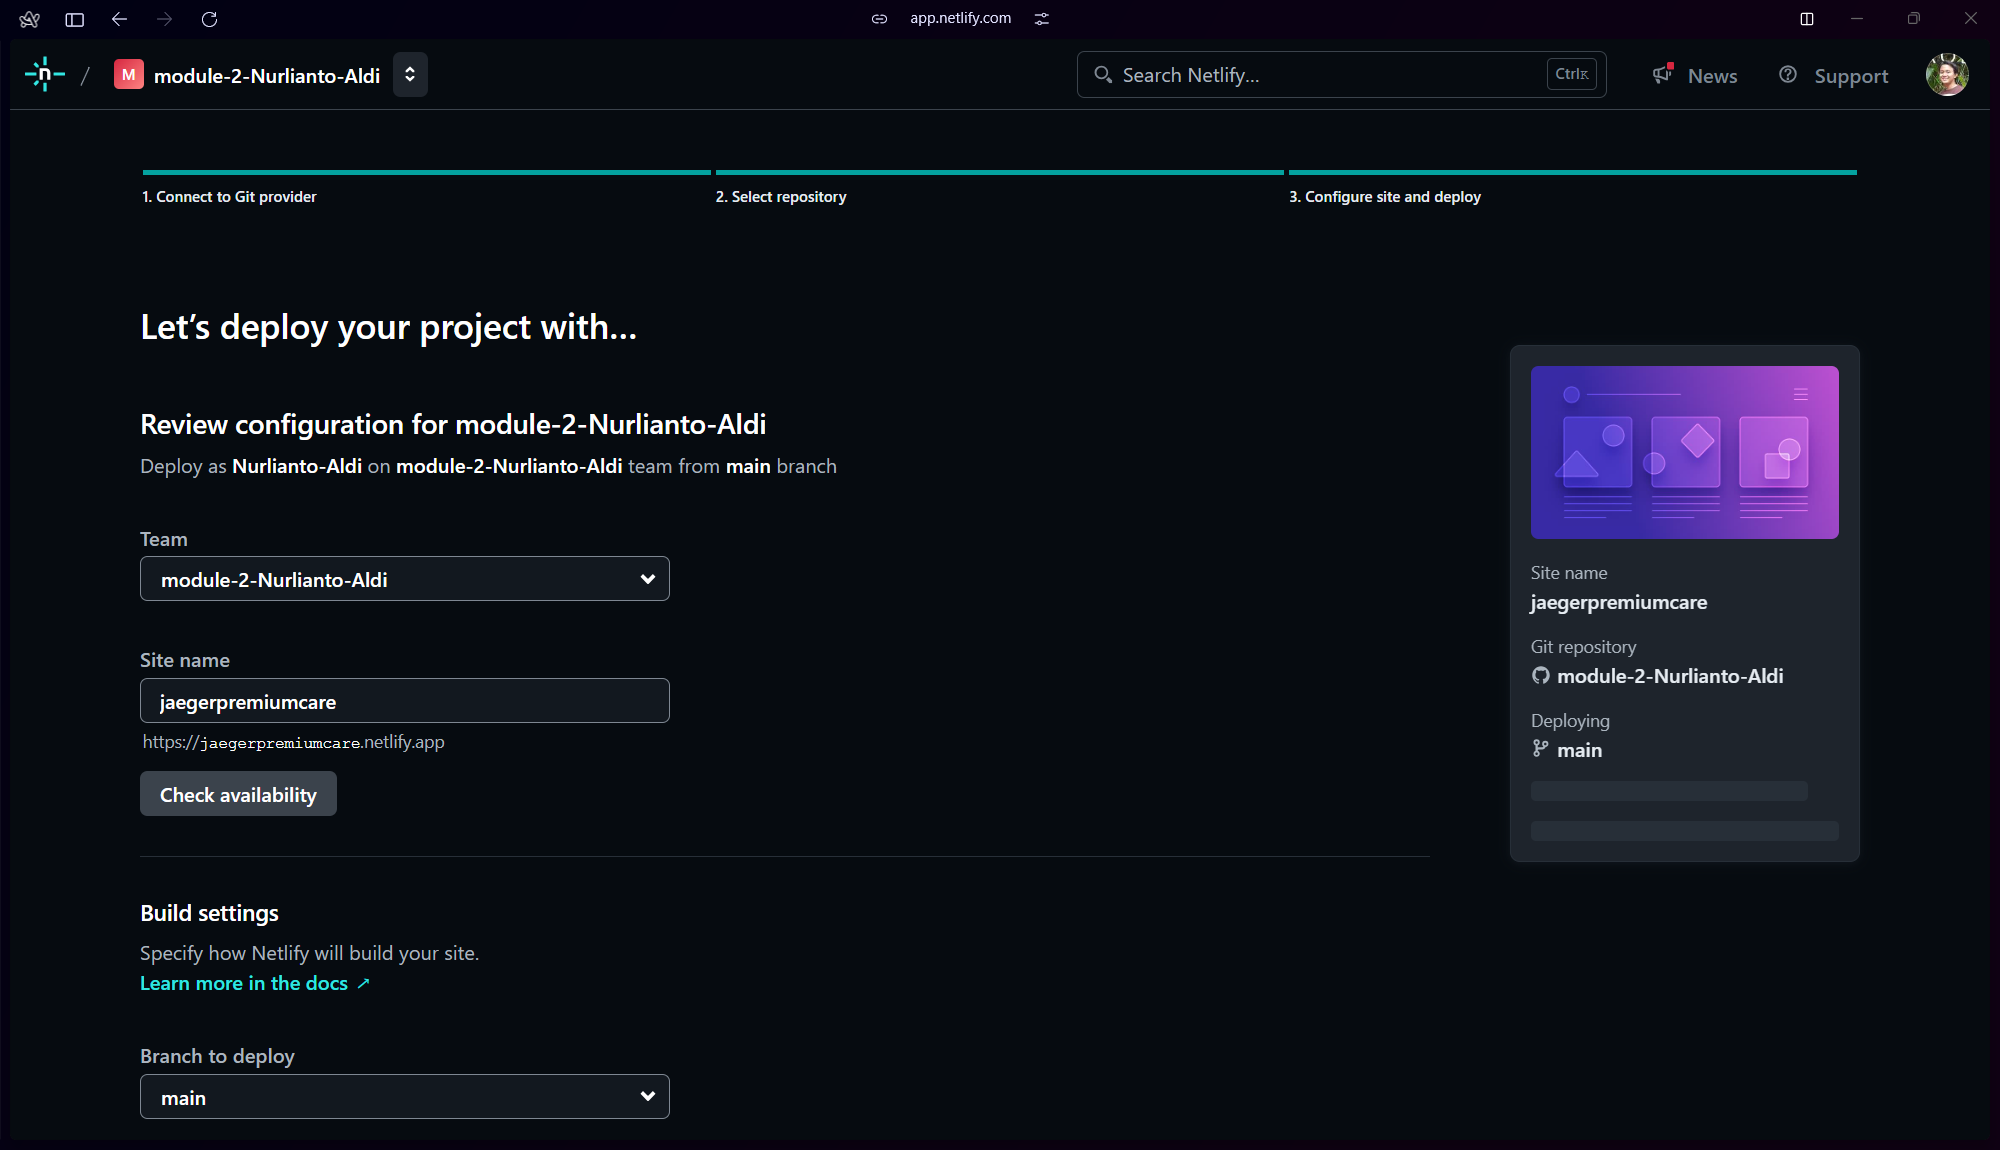 app.netlify.com
n / M module-2-Nurlianto-Aldi
Search Netlify... Ctrl K
News
Support
1. Connect to Git provider
2. Select repository
3. Configure site and deploy
Let’s deploy your project with...
Review configuration for module-2-Nurlianto-Aldi
Deploy as Nurlianto-Aldi on module-2-Nurlianto-Aldi team from main branch
Team
module-2-Nurlianto-Aldi
Site name
jaegerpremiumcare
https://jaegerpremiumcare.netlify.app
Check availability
Build settings
Specify how Netlify will build your site.
Learn more in the docs ↗
Branch to deploy
main
Site name
jaegerpremiumcare
Git repository
module-2-Nurlianto-Aldi
Deploying
main